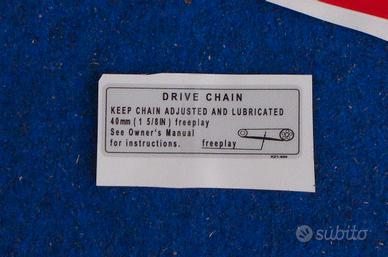 DRIVE CHAIN
KEEP CHAIN ADJUSTED AND LUBRICATED
40mm ( 1 5/8IN ) freeplay
See Owner's Manual
for instructions. freeplay
subito